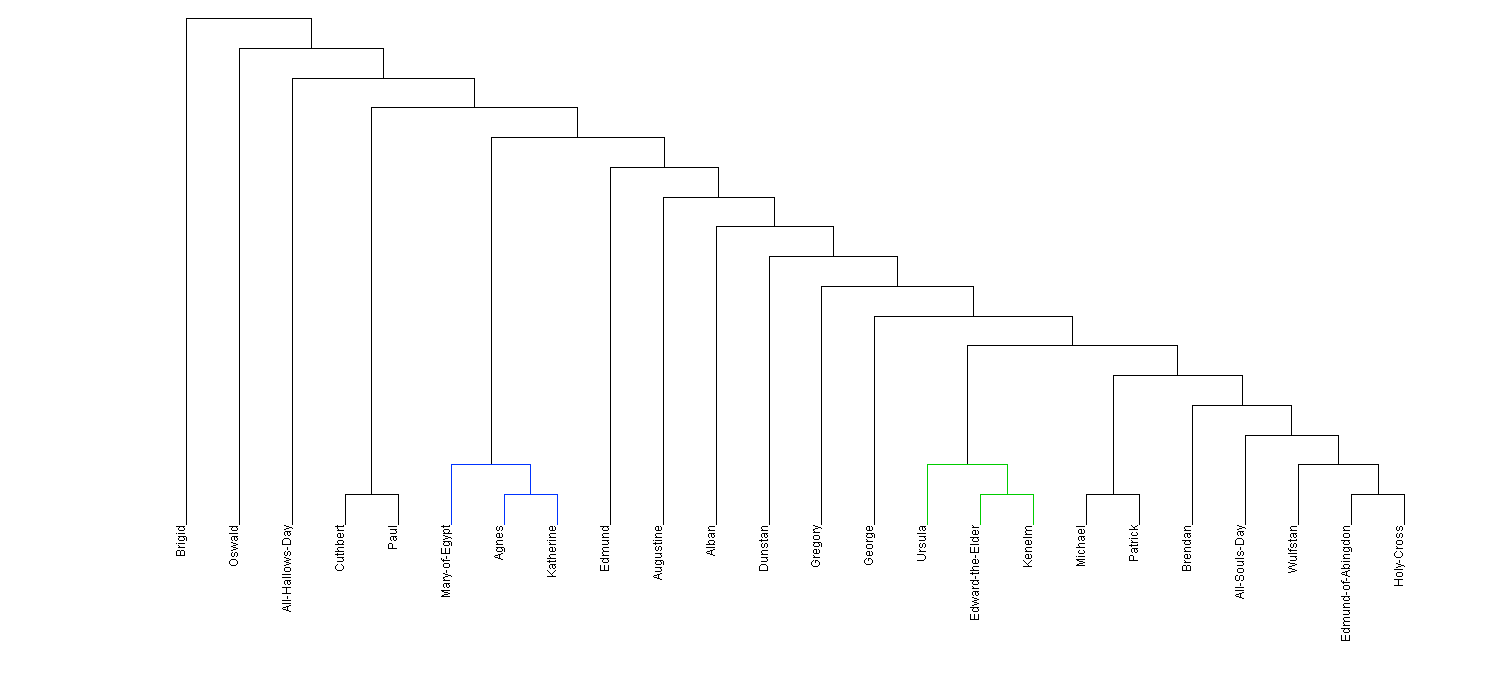 Brigid
Oswald
All-Hallows-Day
Cuthbert
Paul
Mary-of-Egypt
Agnes
Katherine
Edmund
Augustine
Alban
Dunstan
Gregory
George
Ursula
Edward-the-Elder
Kenelm
Michael
Patrick
Brendan
All-Souls-Day
Wulfstan
Edmund-of-Abingdon
Holy-Cross